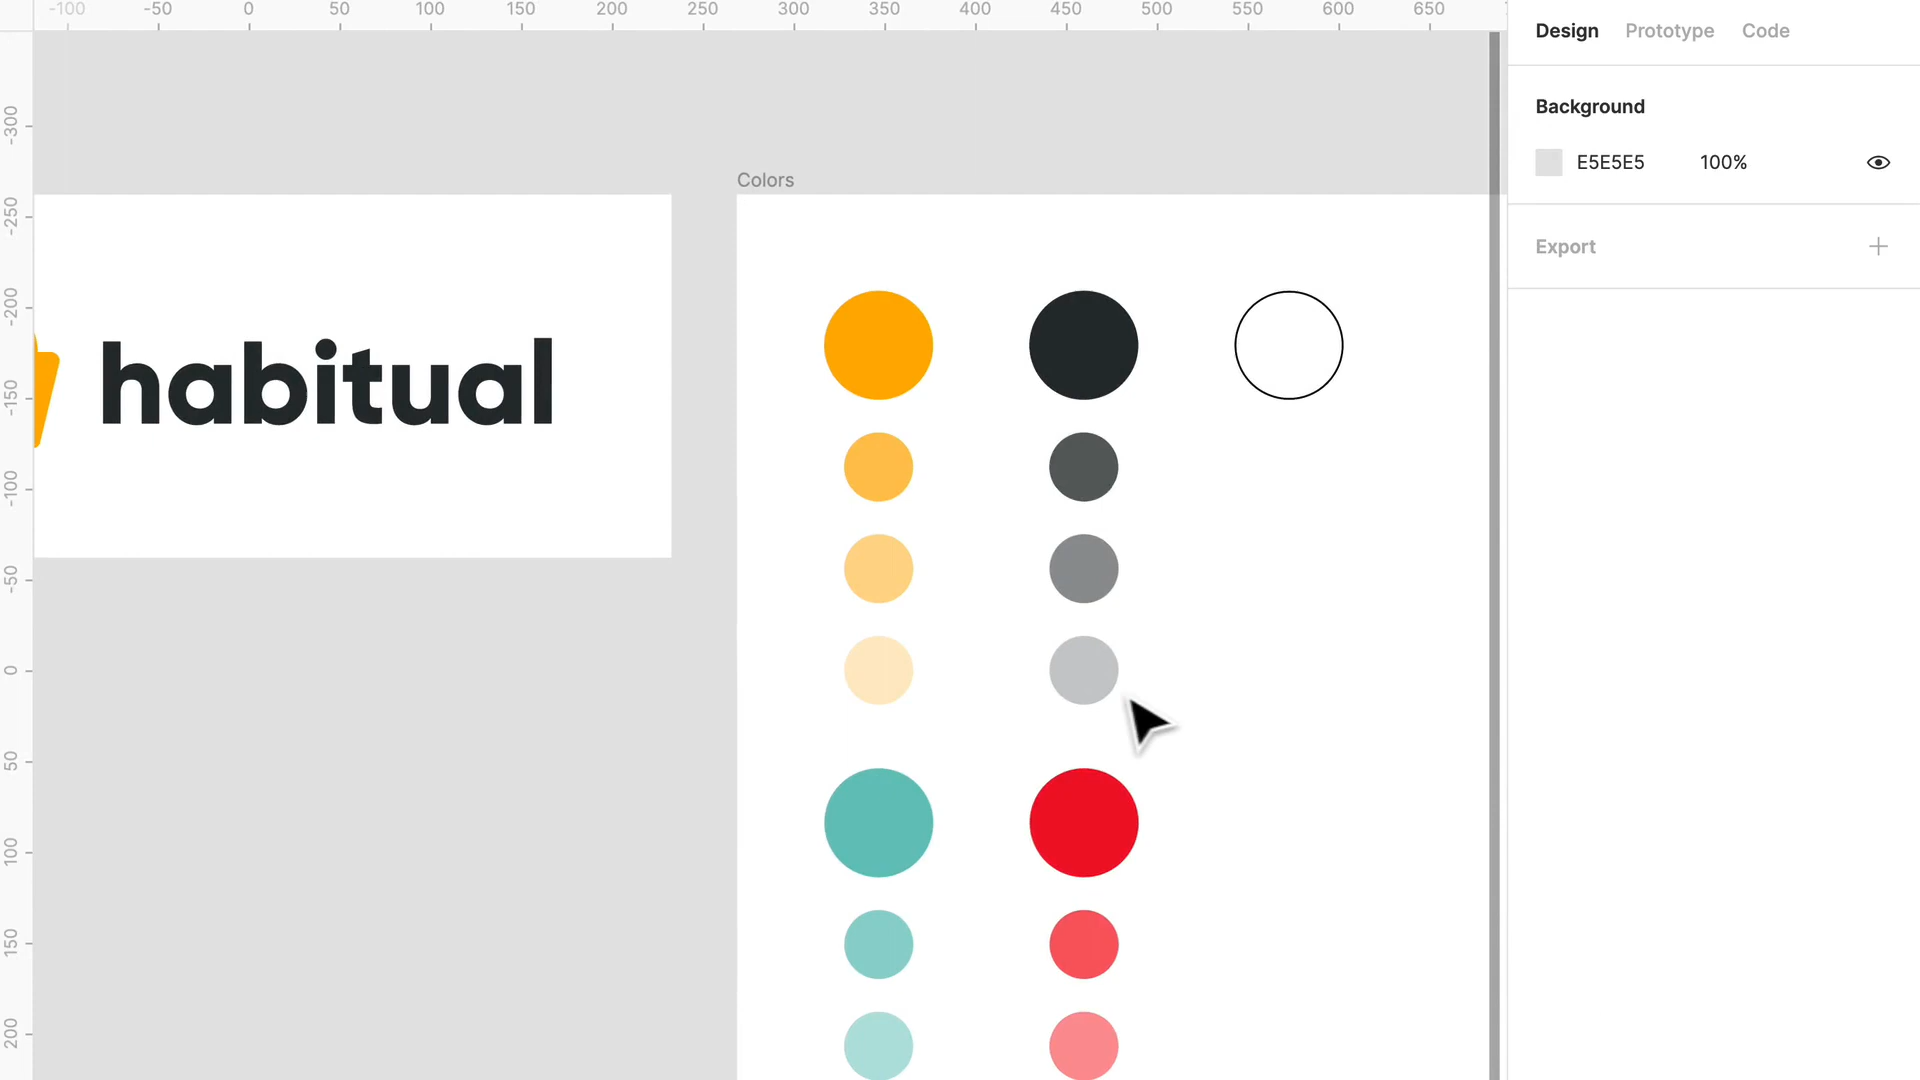 -100 -50 0 50 100 150 200 250 300 350 400 450 500 550 600 650
Design Prototype Code
Background
E5E5E5 100%
Export
-300
-250
-200
-150
-100
-50
0
50
100
150
200
Colors
habitual